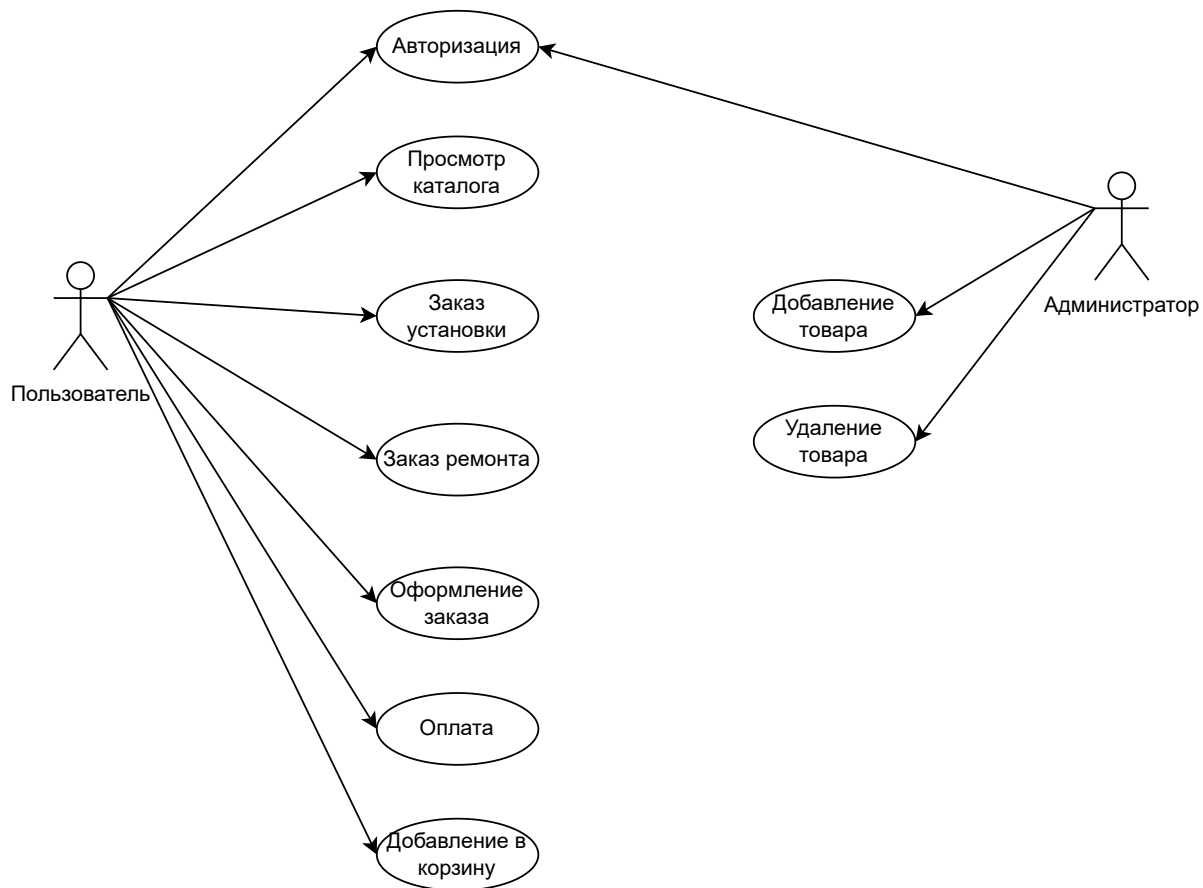 Авторизация
Просмотр
каталога
Заказ
установки
Добавление
товара
Администратор
Пользователь
Заказ ремонта
Удаление
товара
Оформление
заказа
Оплата
Добавление в
корзину